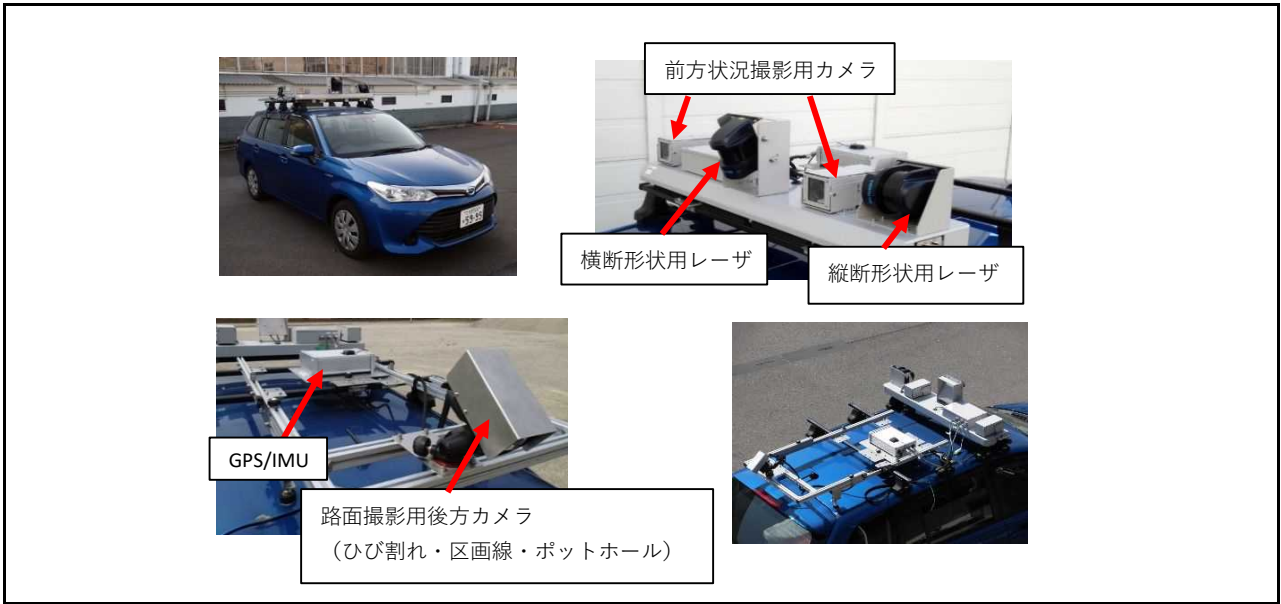 前方状況撮影用カメラ
横断形状用レーザ
縦断形状用レーザ
GPS/IMU
路面撮影用後方カメラ
（ひび割れ・区画線・ポットホール）